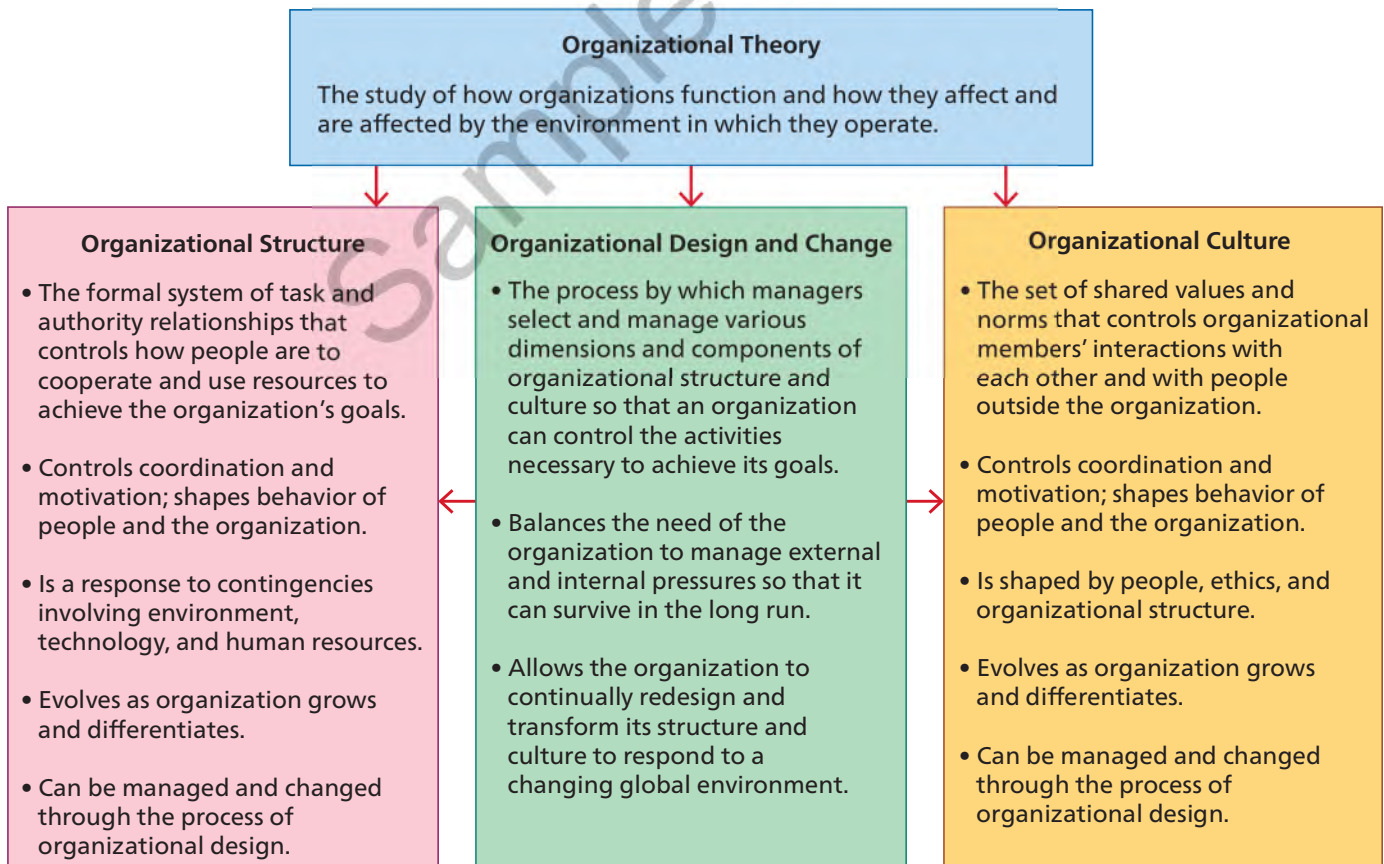 Sample
Organizational Theory
The study of how organizations function and how they affect and
are affected by the environment in which they operate.
Organizational Structure
• The formal system of task and
authority relationships that
controls how people are to
cooperate and use resources to
achieve the organization’s goals.
• Controls coordination and
motivation; shapes behavior of
people and the organization.
• Is a response to contingencies
involving environment,
technology, and human resources.
• Evolves as organization grows
and differentiates.
• Can be managed and changed
through the process of
organizational design.
Organizational Design and Change
• The process by which managers
select and manage various
dimensions and components of
organizational structure and
culture so that an organization
can control the activities
necessary to achieve its goals.
• Balances the need of the
organization to manage external
and internal pressures so that it
can survive in the long run.
• Allows the organization to
continually redesign and
transform its structure and
culture to respond to a
changing global environment.
Organizational Culture
• The set of shared values and
norms that controls organizational
members’ interactions with
each other and with people
outside the organization.
• Controls coordination and
motivation; shapes behavior of
people and the organization.
• Is shaped by people, ethics, and
organizational structure.
• Evolves as organization grows
and differentiates.
• Can be managed and changed
through the process of
organizational design.